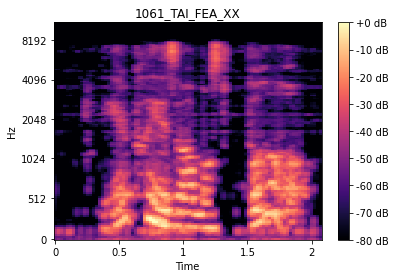 1061_TAI_FEA_XX
Hz
8192
4096
2048
1024
512
0
0
0.5
1
1.5
2
Time
+0 dB
-10 dB
-20 dB
-30 dB
-40 dB
-50 dB
-60 dB
-70 dB
-80 dB